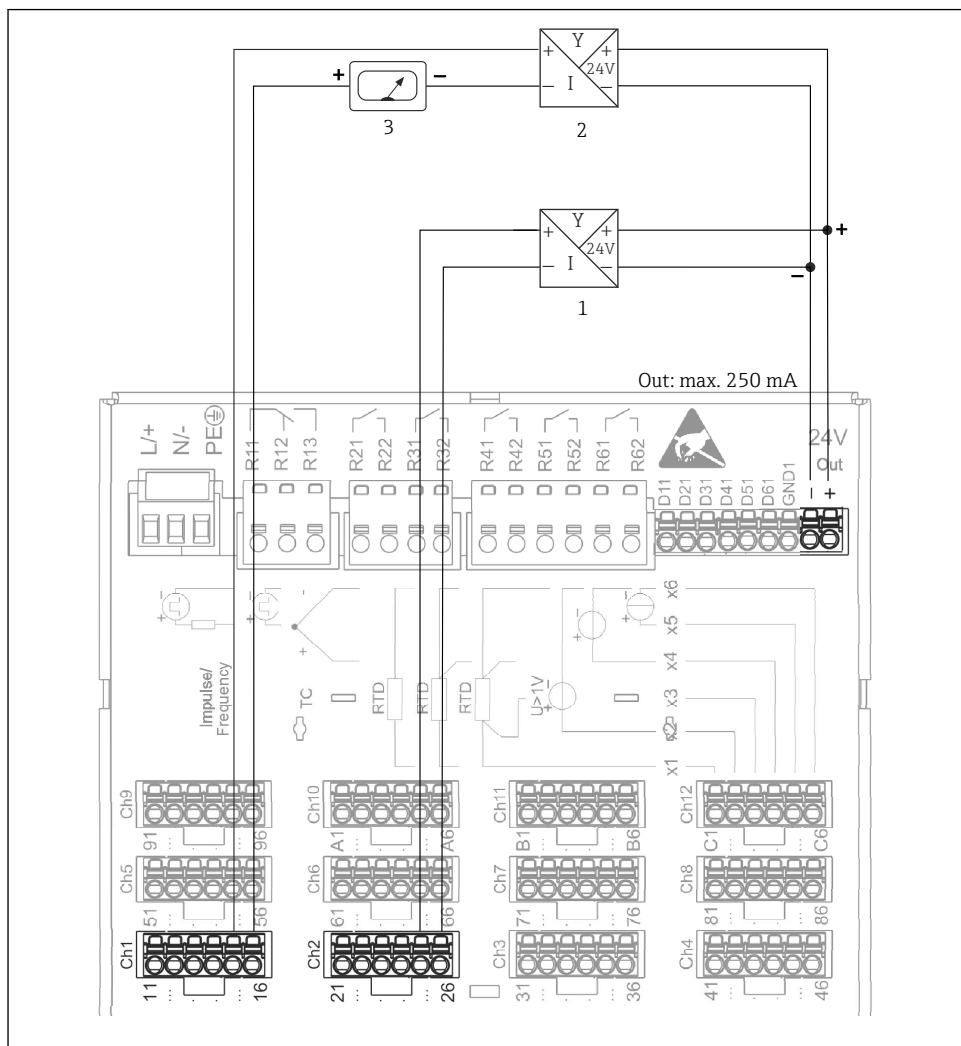 Y
+ +
24V
− I −
2
+ −
3
Y
+ +
24V
− I −
1
+
−
Out: max. 250 mA
L/+
N/-
PE
R11
R12
R13
R21
R22
R31
R32
R41
R42
R51
R52
R61
R62
D11
D21
D31
D41
D51
D61
GND1
24V
Out
− +
Impulse/
Frequency
TC
RTD
RTD
RTD
U>1V
x6
x5
x4
x3
x2
x1
Ch9
91 ... ... 96
Ch10
A1 ... ... A6
Ch11
B1 ... ... B6
Ch12
C1 ... ... C6
Ch5
51 ... ... 56
Ch6
61 ... ... 66
Ch7
71 ... ... 76
Ch8
81 ... ... 86
Ch1
11 ... ... 16
Ch2
21 ... ... 26
Ch3
31 ... ... 36
Ch4
41 ... ... 46